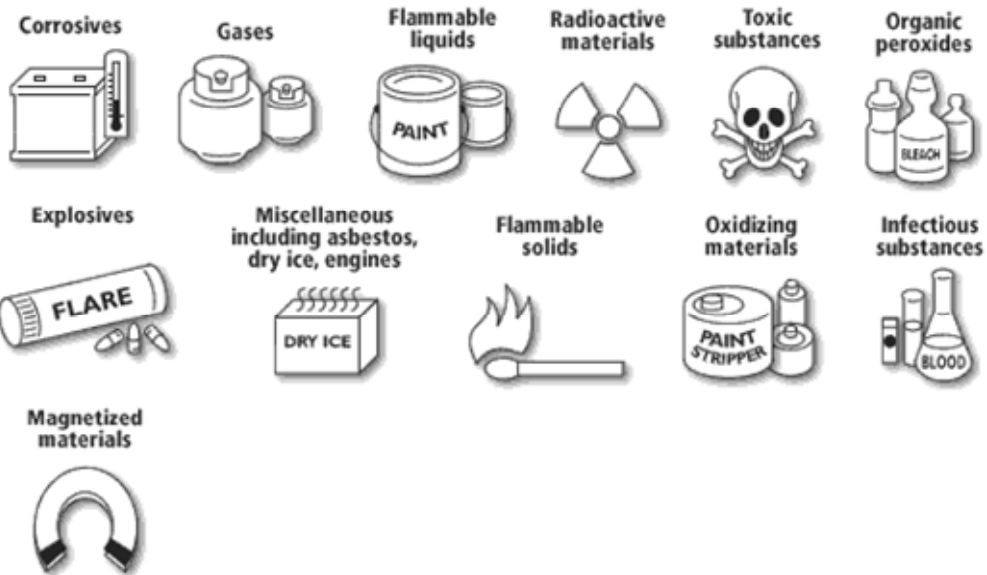 Corrosives
Gases
Flammable
liquids
Radioactive
materials
Toxic
substances
Organic
peroxides
PAINT
BLEACH
Explosives
Miscellaneous
including asbestos,
dry ice, engines
Flammable
solids
Oxidizing
materials
Infectious
substances
FLARE
DRY ICE
PAINT
STRIPPER
BLOOD
Magnetized
materials